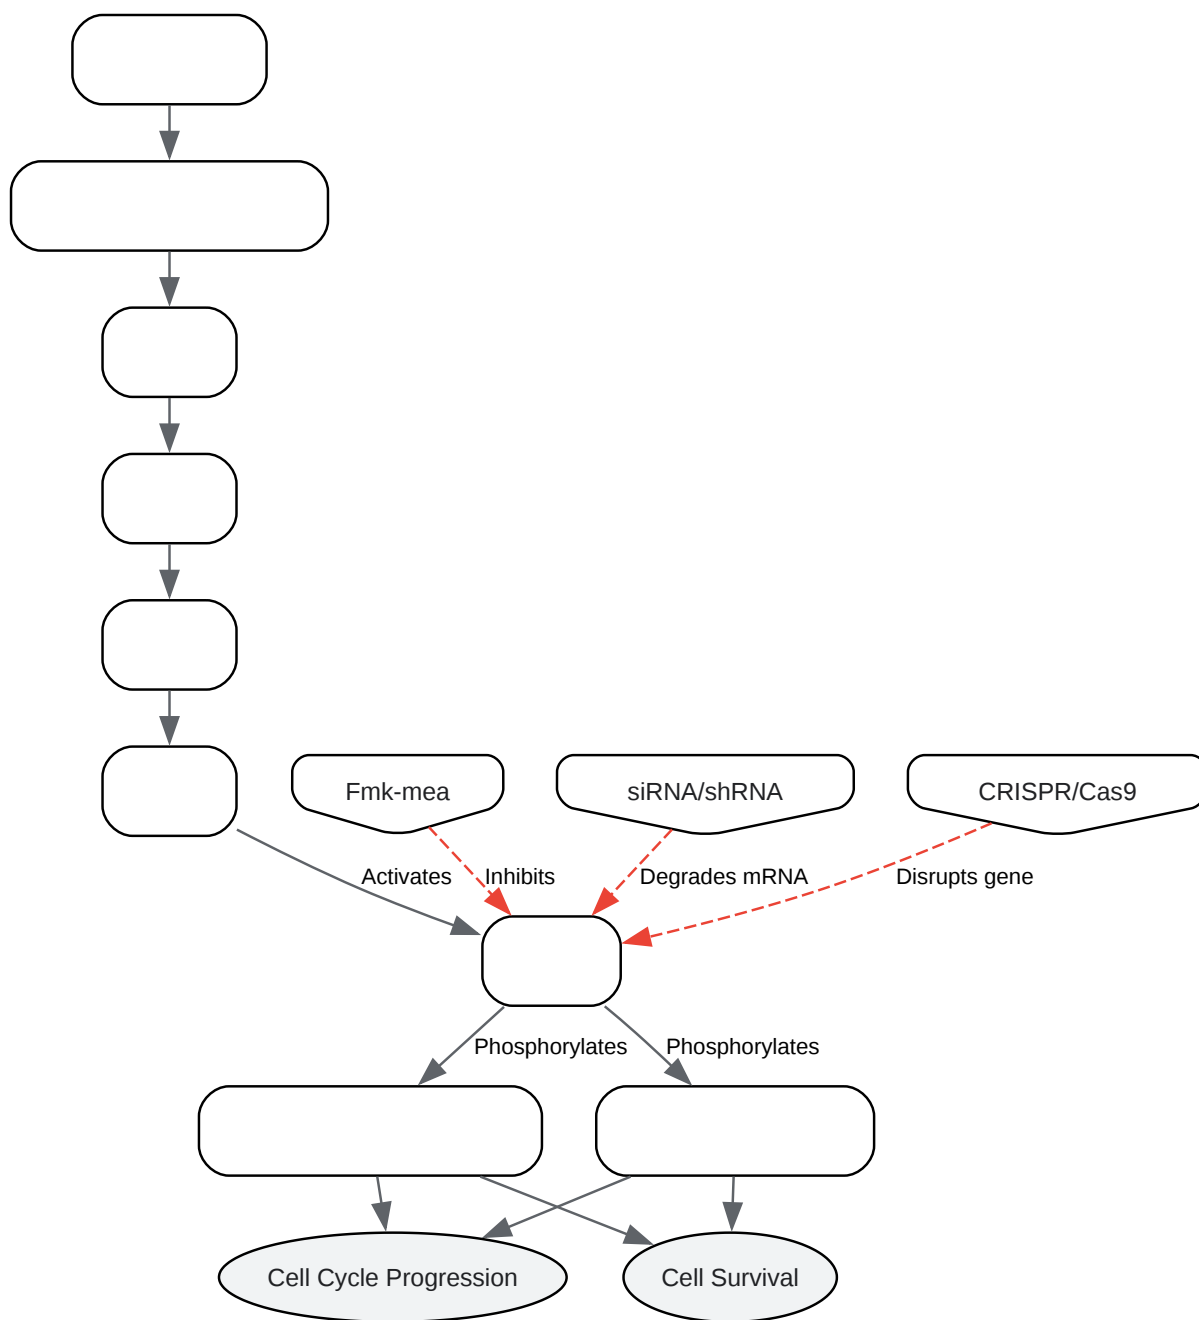 Fmk-mea
siRNA/shRNA
CRISPR/Cas9
Activates
Inhibits
Degrades mRNA
Disrupts gene
Phosphorylates
Phosphorylates
Cell Cycle Progression
Cell Survival